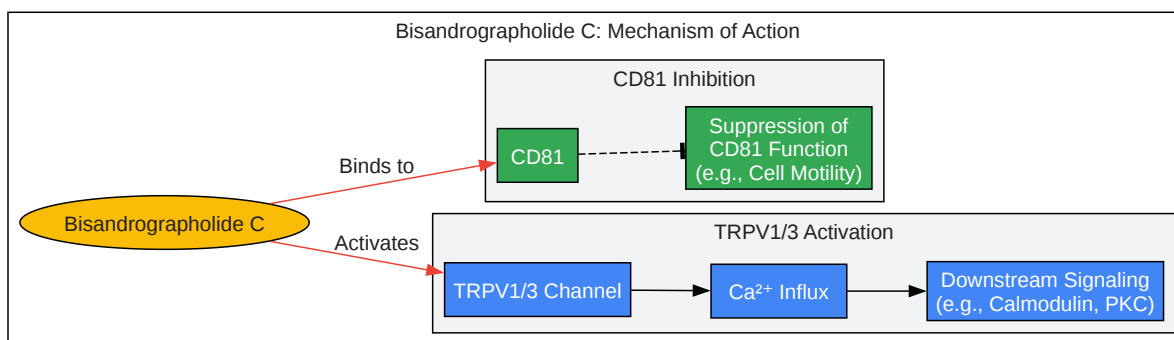 Bisandrographolide C: Mechanism of Action
CD81 Inhibition
CD81
Suppression of
CD81 Function
(e.g., Cell Motility)
Binds to
Bisandrographolide C
Activates
TRPV1/3 Activation
TRPV1/3 Channel
Ca²⁺ Influx
Downstream Signaling
(e.g., Calmodulin, PKC)